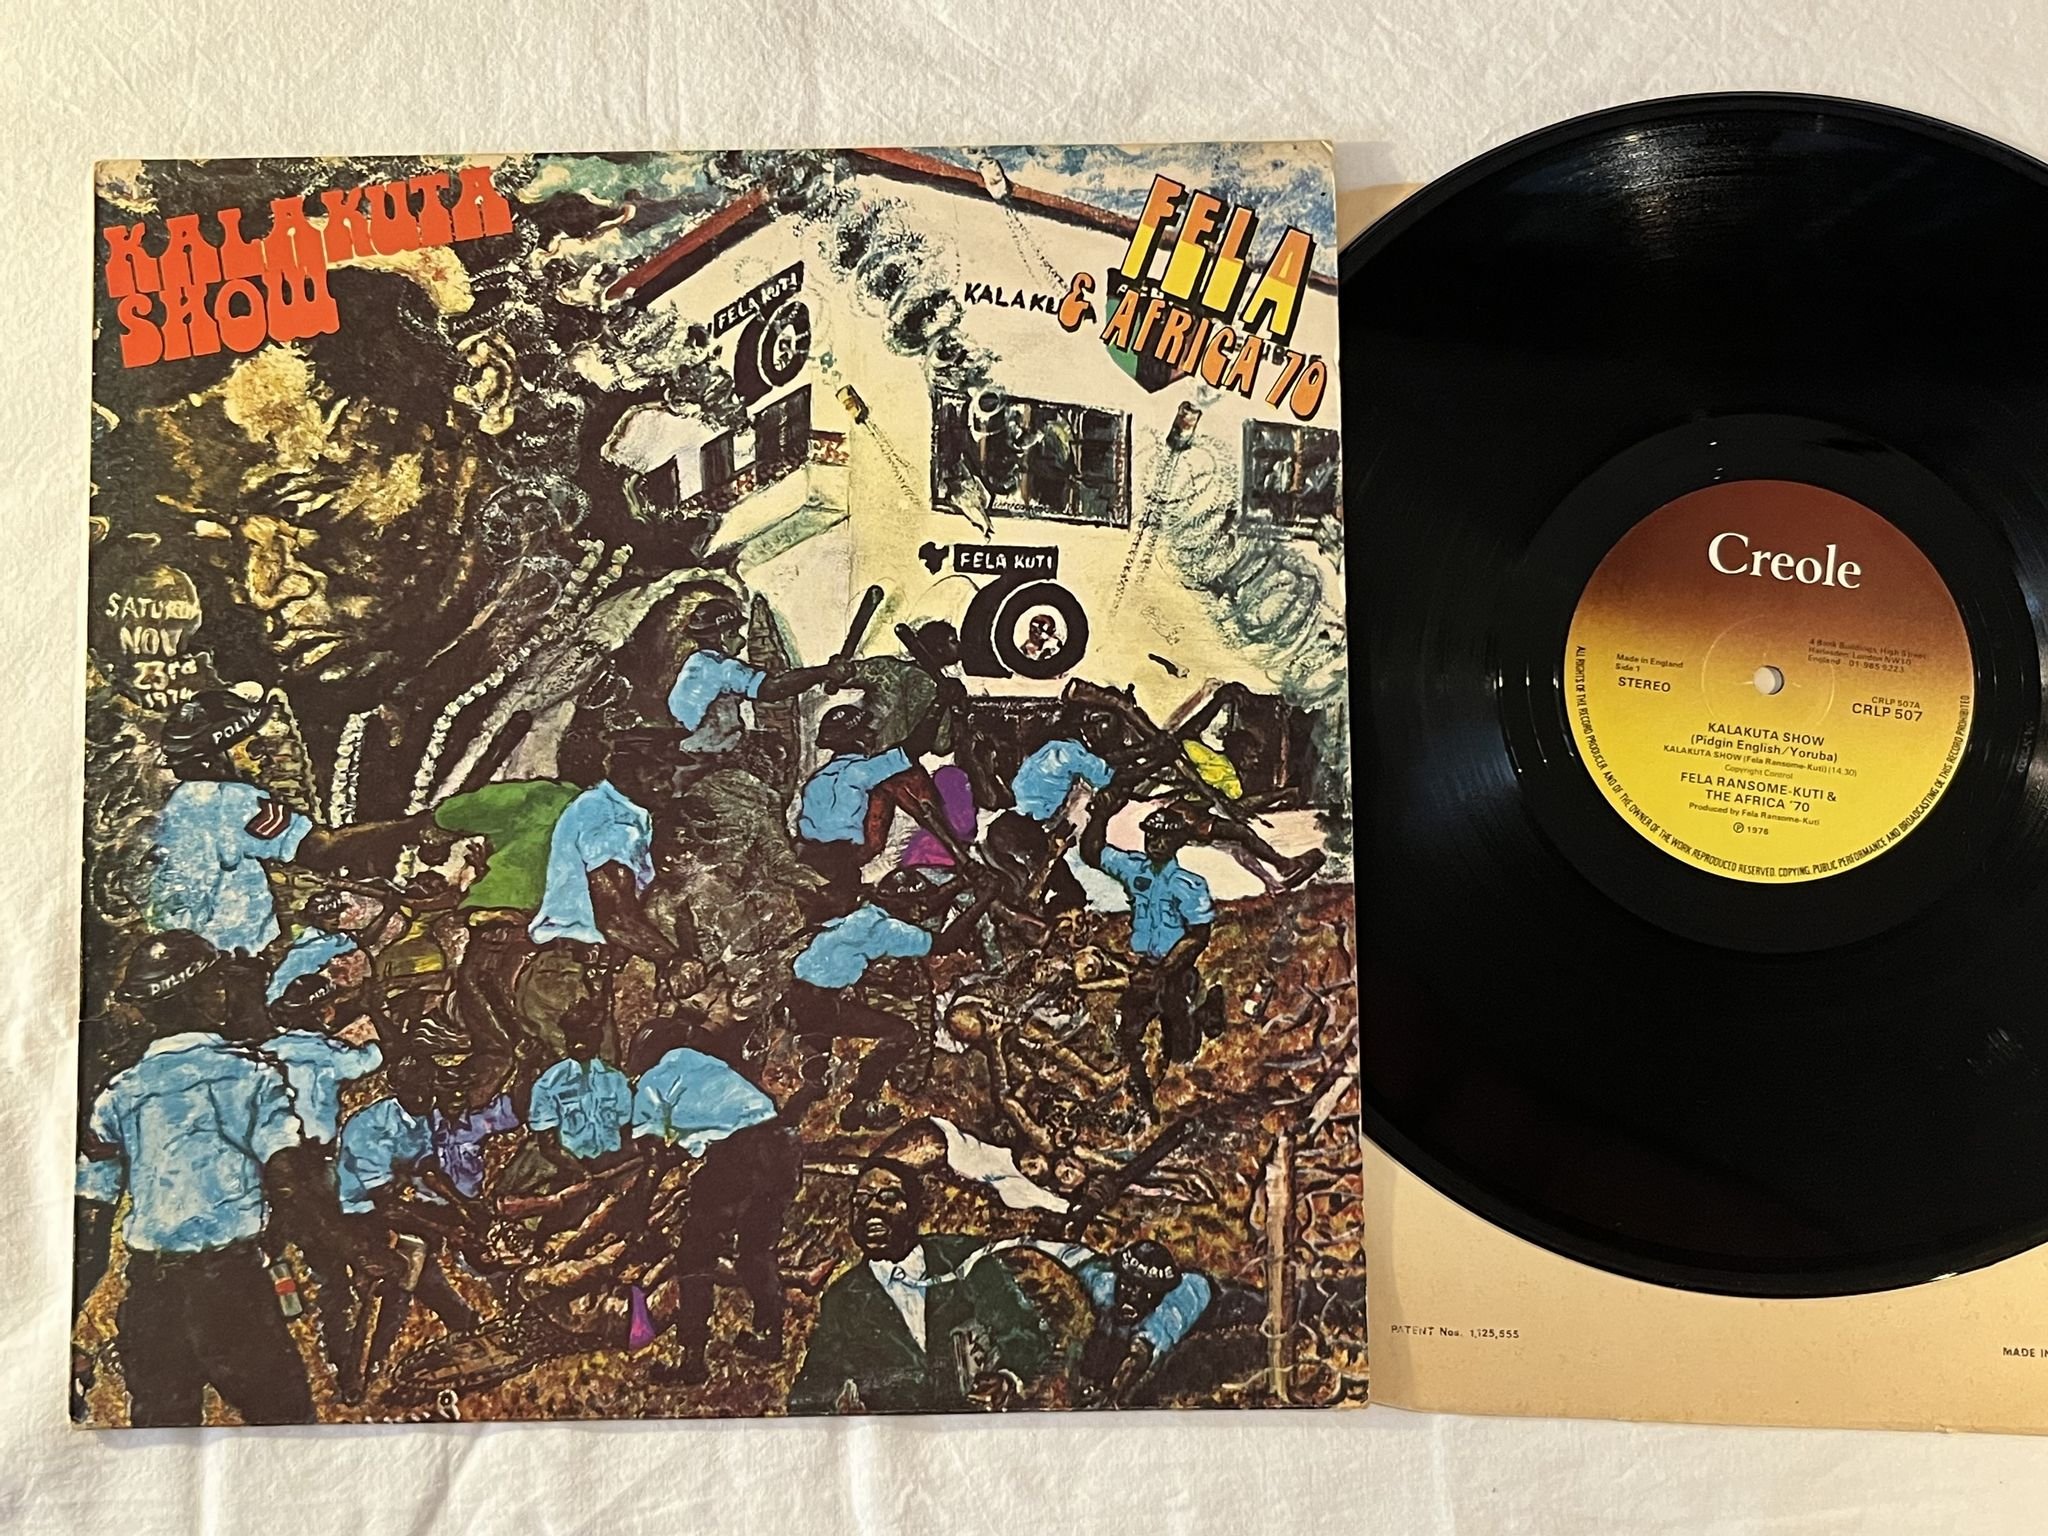 KALAKUTA
SHOW
FELA
& AFRICA '70
FELA KUTI
FELA KUTI
SATURDA
NOV
23rd
1974
POLICE
POLICE
ZOMBIE
Creole
4 Bank Buildings, High Street,
Harlesden, London NW10
England 01-965 9223
Made in England
Side 1
STEREO
CRLP 507A
CRLP 507
KALAKUTA SHOW
(Pidgin English/Yoruba)
KALAKUTA SHOW (Fela Ransome-Kuti) (14.30)
Copyright Control
FELA RANSOME-KUTI &
THE AFRICA '70
Produced by Fela Ransome-Kuti
℗ 1976
ALL RIGHTS OF THE RECORD PRODUCER AND OF THE OWNER OF THE WORK REPRODUCED RESERVED. COPYING, PUBLIC PERFORMANCE AND BROADCASTING OF THIS RECORD PROHIBITED
PATENT Nos. 1,125,555
MADE IN